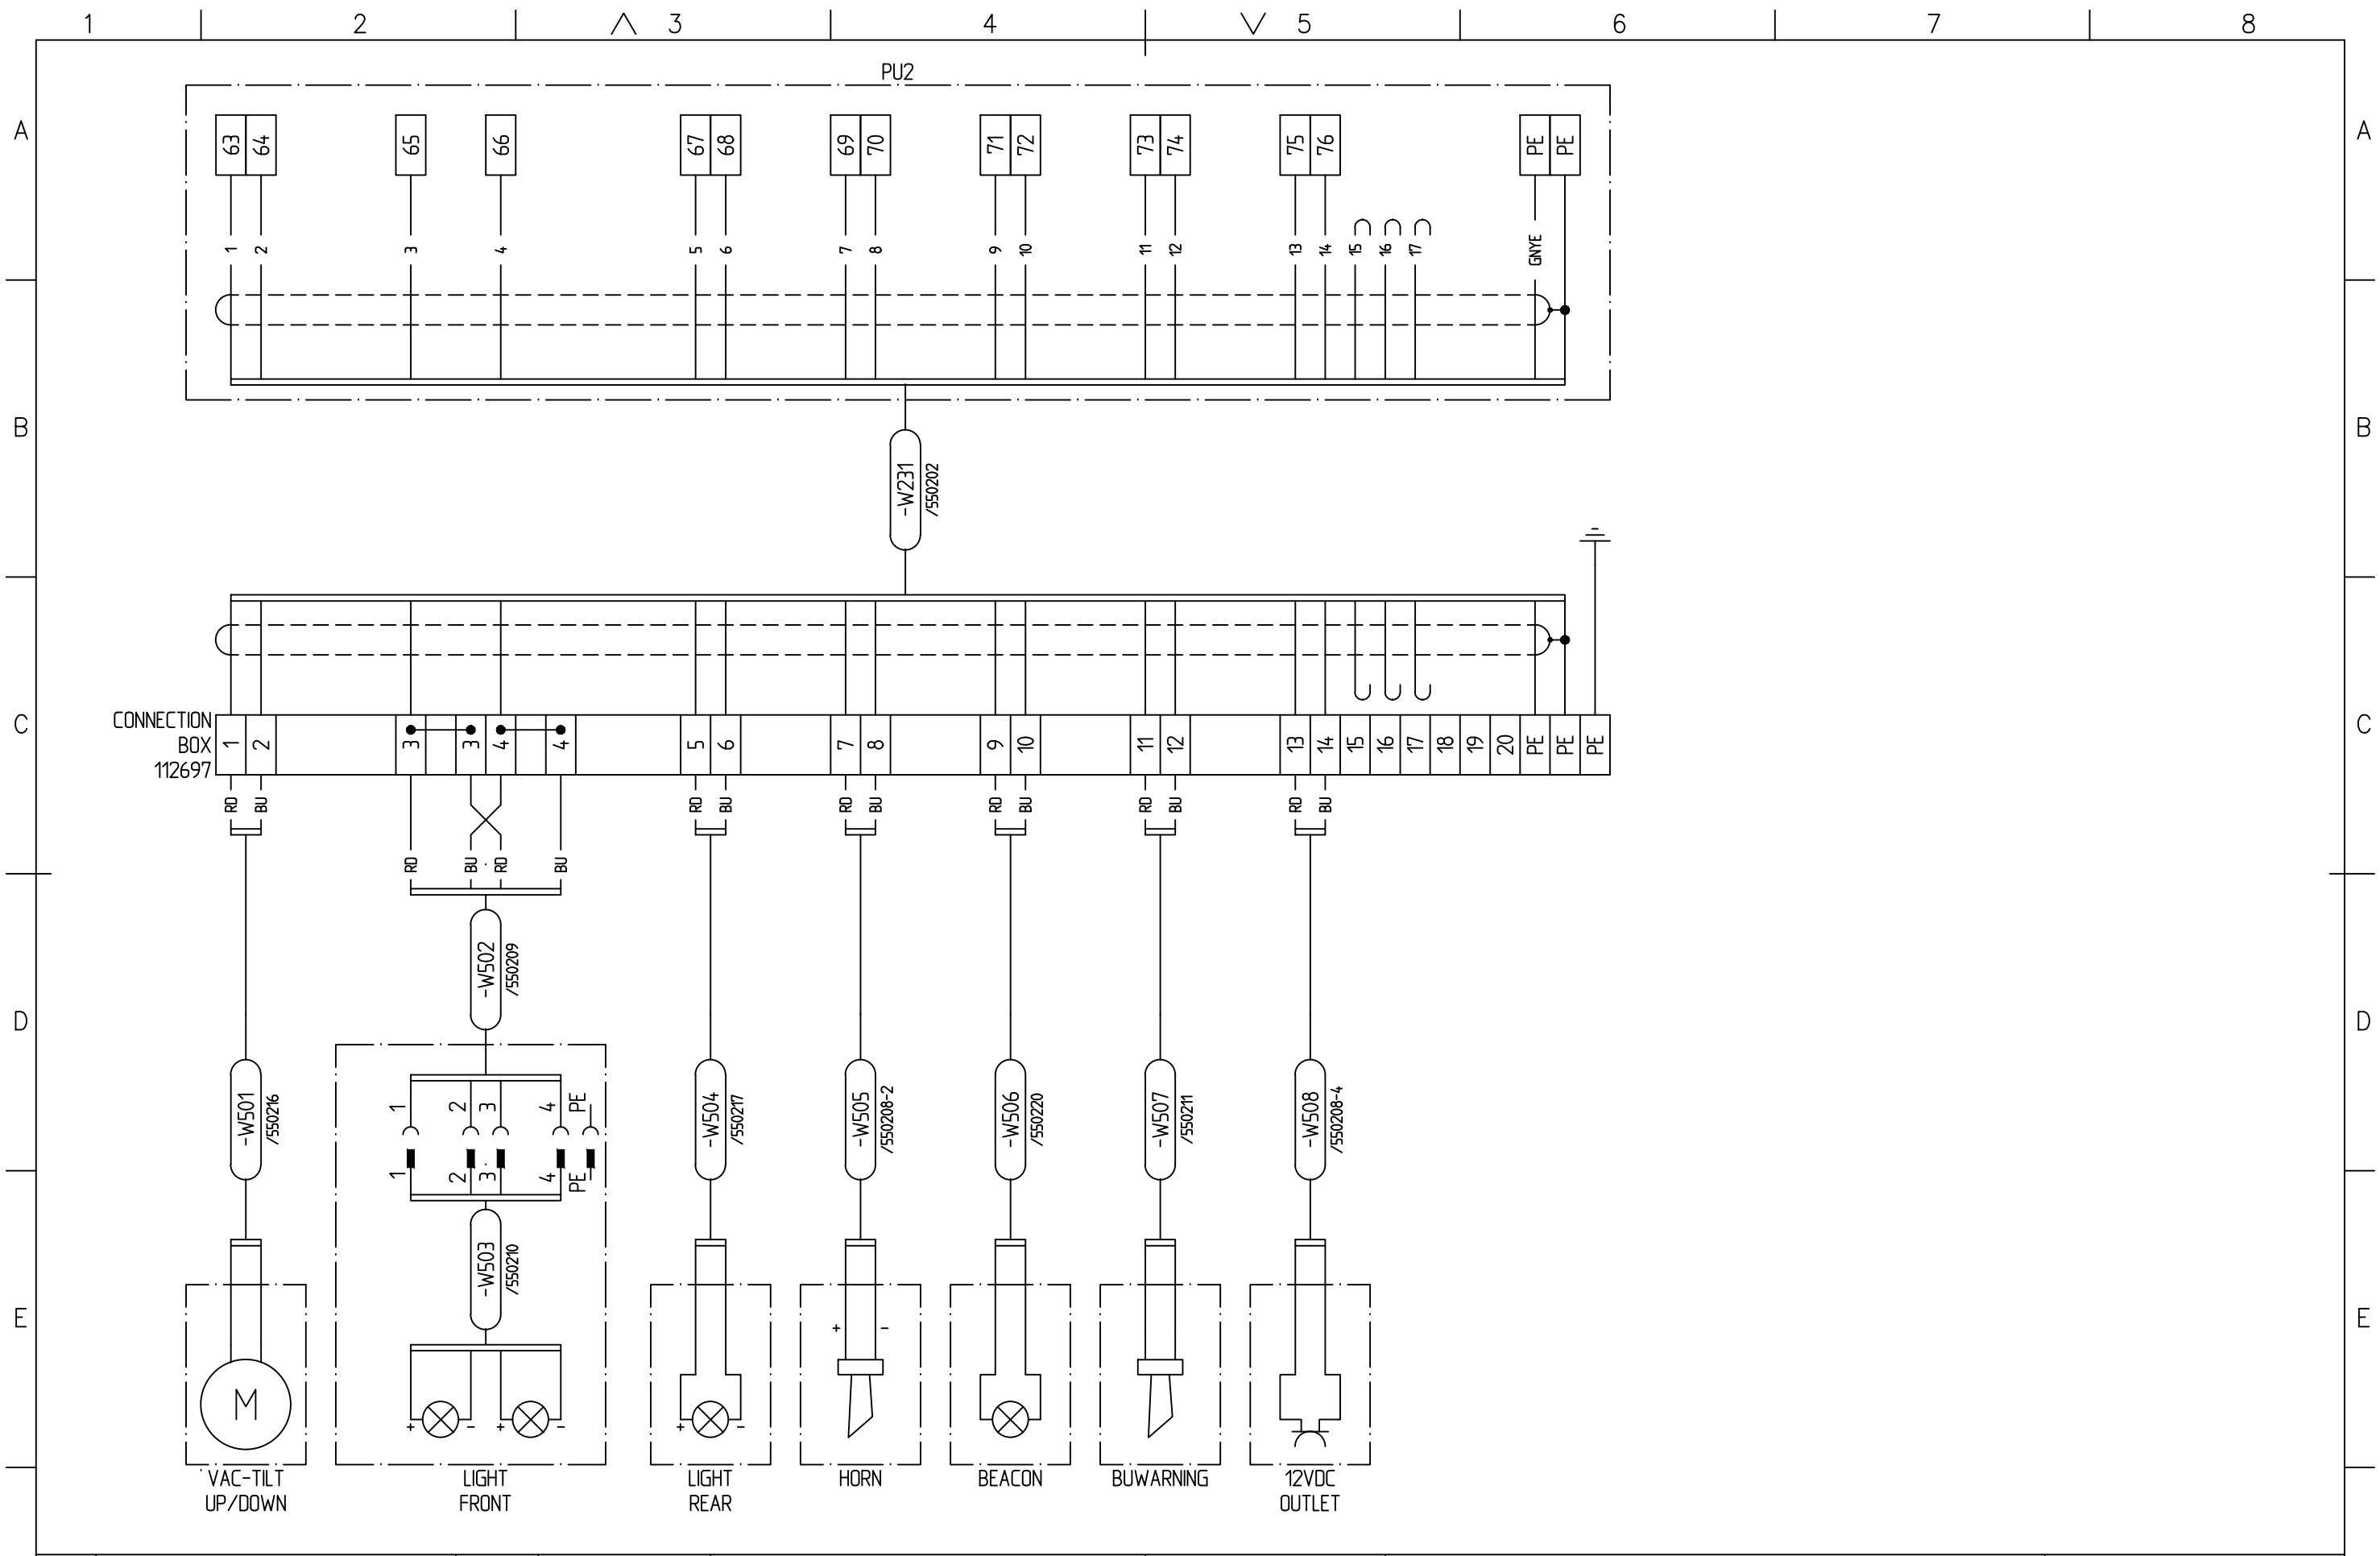 1 2 3 4 5 6 7 8
PU2
A A
63 64 65 66 67 68 69 70 71 72 73 74 75 76 PE PE
1 2 3 4 5 6 7 8 9 10 11 12 13 14 15 16 17 GNYE
B B
-W231
/550202
CONNECTION
BOX
112697
C C
1 2 3 3 4 4 5 6 7 8 9 10 11 12 13 14 15 16 17 18 19 20 PE PE PE
RD BU RD BU RD BU RD BU RD BU RD BU
RD BU RD BU
-W502
/550209
D D
1 2 3 4 PE
-W501
/550216
-W504
/550217
-W505
/550208-2
-W506
/550220
-W507
/550211
-W508
/550208-4
1 2 3 4 PE
-W503
/550210
E E
+ -
M
+ - + - + -
VAC-TILT
UP/DOWN
LIGHT
FRONT
LIGHT
REAR
HORN
BEACON
BUWARNING
12VDC
OUTLET